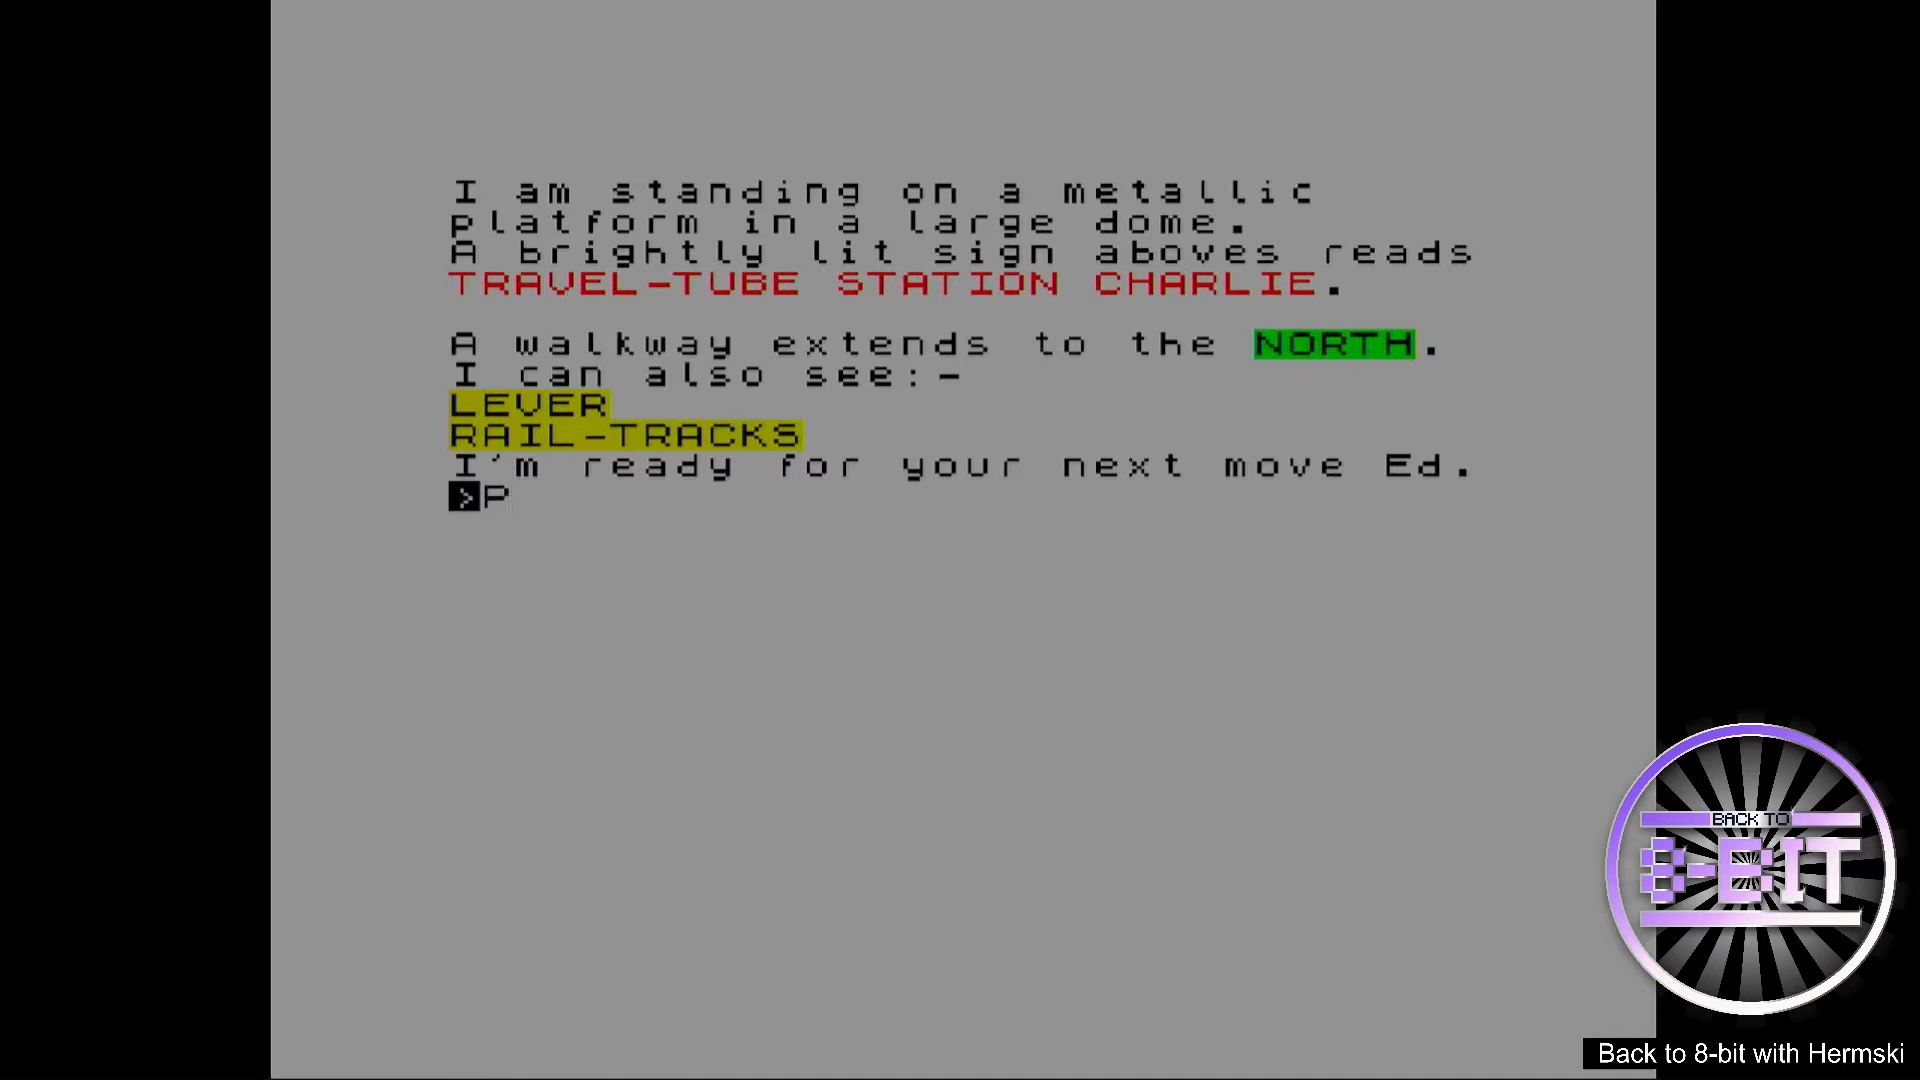 I am standing on a metallic
platform in a large dome.
A brightly lit sign aboves reads
TRAVEL-TUBE STATION CHARLIE.
A walkway extends to the NORTH.
I can also see:-
LEVER
RAIL-TRACKS
I'm ready for your next move Ed.
>P
BACK TO
8-BIT
Back to 8-bit with Hermski